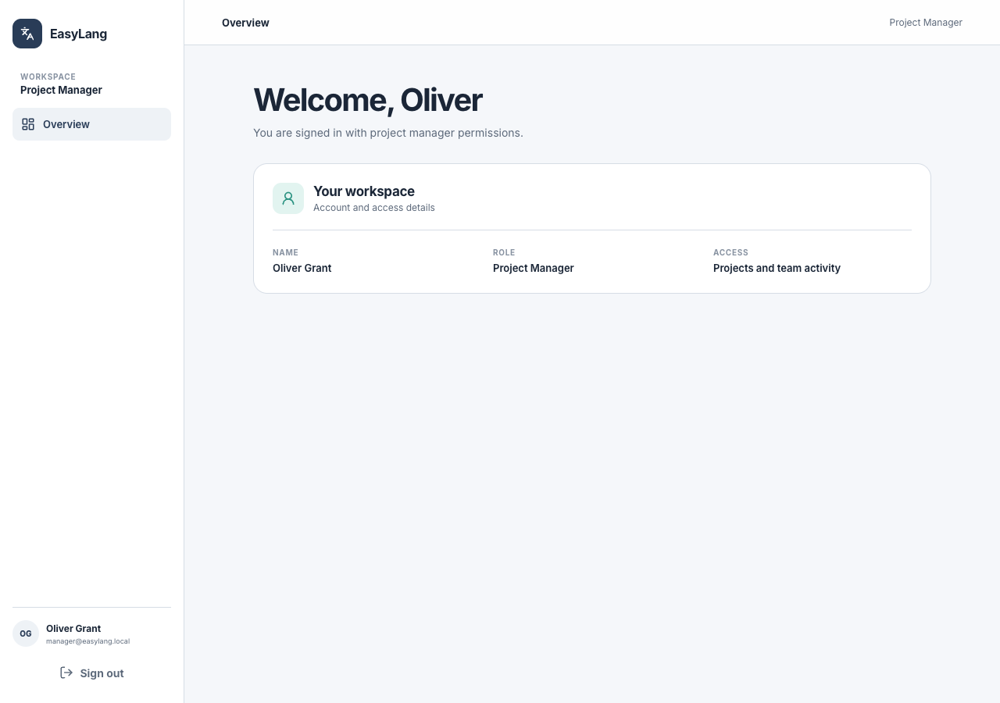 EasyLang
WORKSPACE
Project Manager
Overview
OG
Oliver Grant
manager@easylang.local
Sign out
Overview
Project Manager
Welcome, Oliver
You are signed in with project manager permissions.
Your workspace
Account and access details
NAME
Oliver Grant
ROLE
Project Manager
ACCESS
Projects and team activity